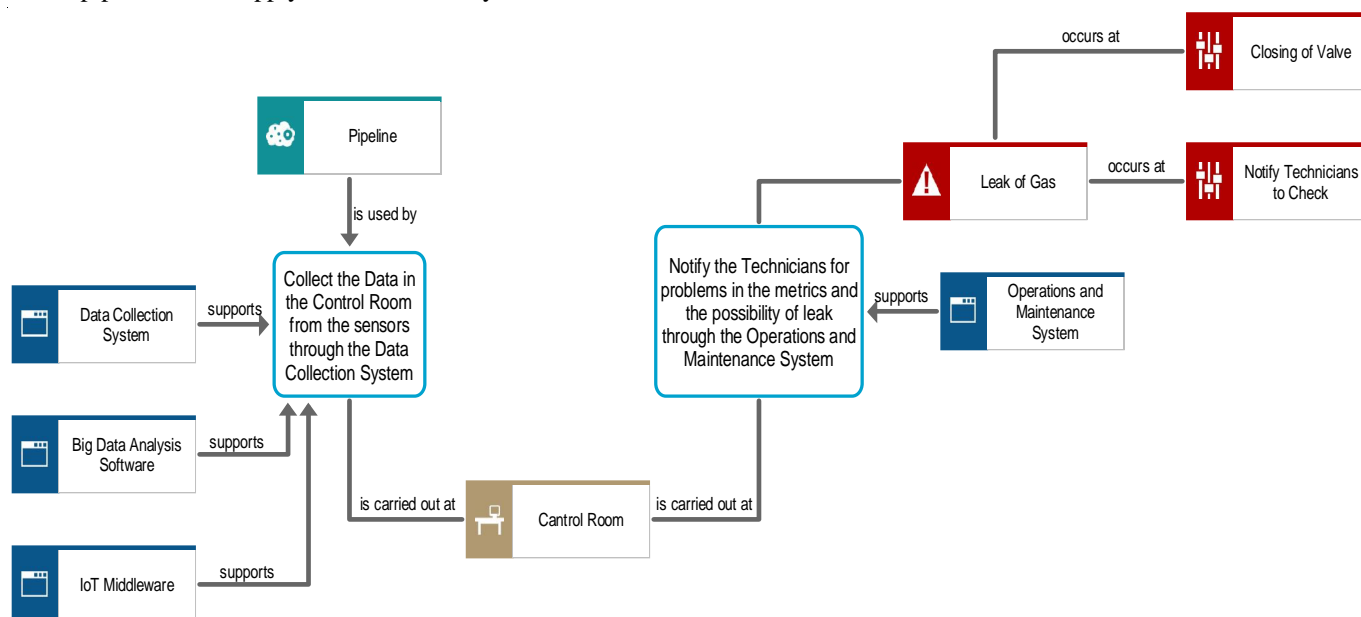 occurs at
Closing of Valve
Pipeline
Leak of Gas
occurs at
Notify Technicians
to Check
is used by
Collect the Data in
the Control Room
from the sensors
through the Data
Collection System
Notify the Technicians for
problems in the metrics and
the possibility of leak
through the Operations and
Maintenance System
supports
Operations and
Maintenance
System
Data Collection
System
supports
Big Data Analysis
Software
supports
is carried out at
Cantrol Room
is carried out at
IoT Middleware
supports